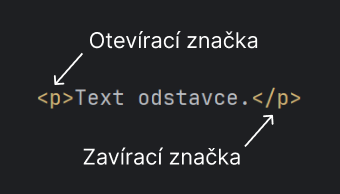 Otevírací značka
<p>Text odstavce.</p>
Zavírací značka